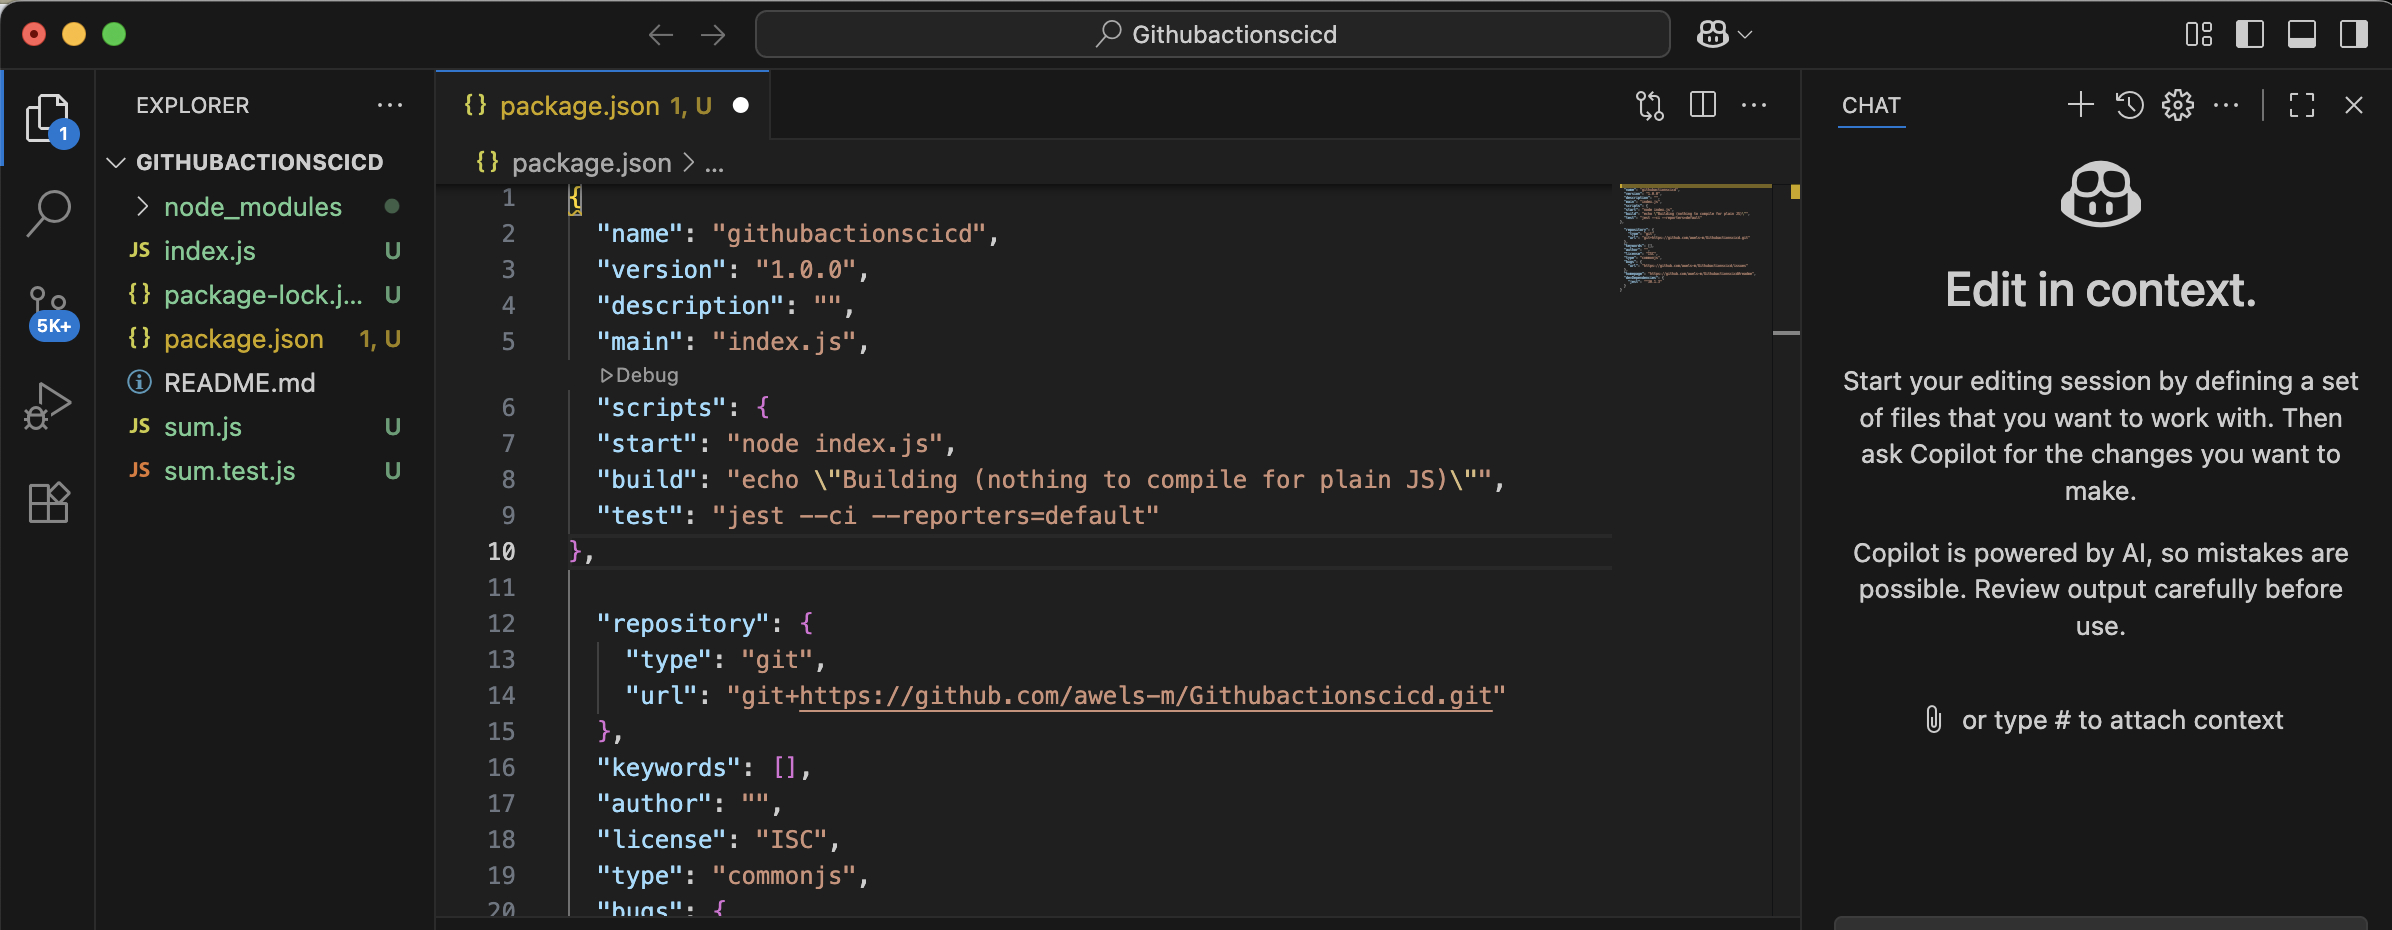 Githubactionscicd
EXPLORER
GITHUBACTIONSCICD
node_modules
JS index.js U
{} package-lock.j... U
{} package.json 1, U
README.md
JS sum.js U
JS sum.test.js U
1
5K+
{} package.json 1, U
{} package.json > ...
1 {
2 "name": "githubactionscicd",
3 "version": "1.0.0",
4 "description": "",
5 "main": "index.js",
Debug
6 "scripts": {
7 "start": "node index.js",
8 "build": "echo \"Building (nothing to compile for plain JS)\"",
9 "test": "jest --ci --reporters=default"
10 },
11
12 "repository": {
13 "type": "git",
14 "url": "git+https://github.com/awels-m/Githubactionscicd.git"
15 },
16 "keywords": [],
17 "author": "",
18 "license": "ISC",
19 "type": "commonjs",
20 "bugs": {
CHAT
Edit in context.
Start your editing session by defining a set
of files that you want to work with. Then
ask Copilot for the changes you want to
make.
Copilot is powered by AI, so mistakes are
possible. Review output carefully before
use.
or type # to attach context